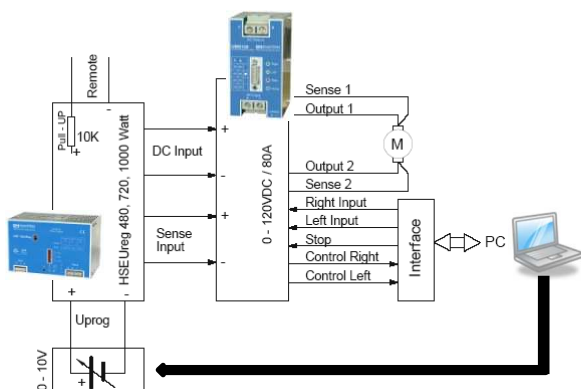 Remote
Pull - UP
10K
+
-
HSEUreg 480, 720, 1000 Watt
DC Input
+
-
Sense
Input
+
-
0 - 120VDC / 80A
Sense 1
Output 1
M
Output 2
Sense 2
Right Input
Left Input
Stop
Control Right
Control Left
Interface
PC
+
-
Uprog
+
0 - 10V